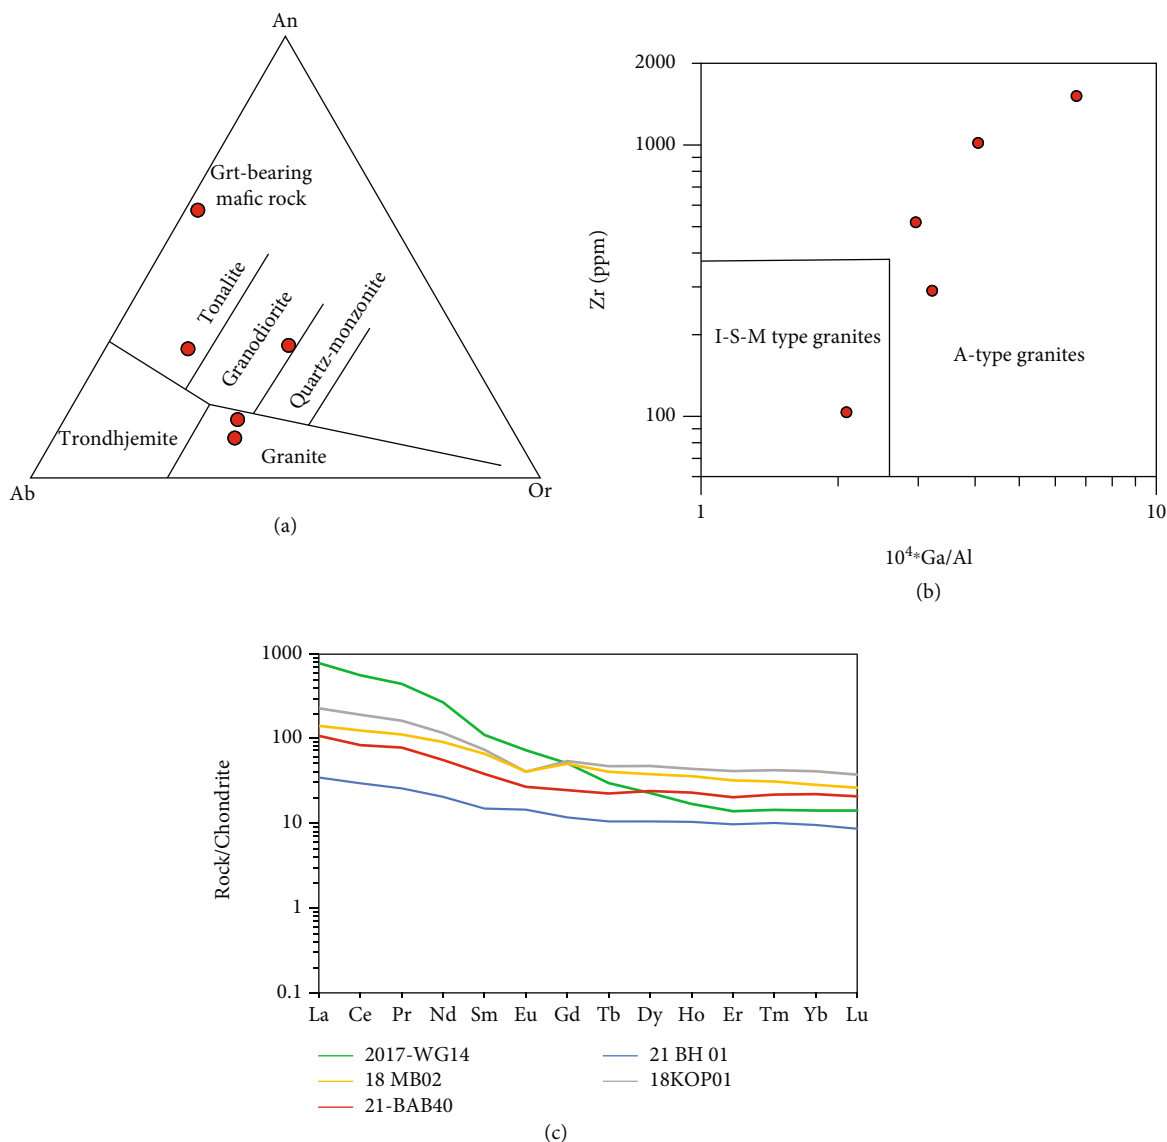 An
Grt-bearing
mafic rock
Tonalite
Granodiorite
Quartz-monzonite
Trondhjemite
Granite
Ab
Or
(a)
2000
1000
100
Zr (ppm)
I-S-M type granites
A-type granites
1
10
10⁴*Ga/Al
(b)
1000
100
10
1
0.1
Rock/Chondrite
La Ce Pr Nd Sm Eu Gd Tb Dy Ho Er Tm Yb Lu
2017-WG14
18 MB02
21-BAB40
21 BH 01
18KOP01
(c)